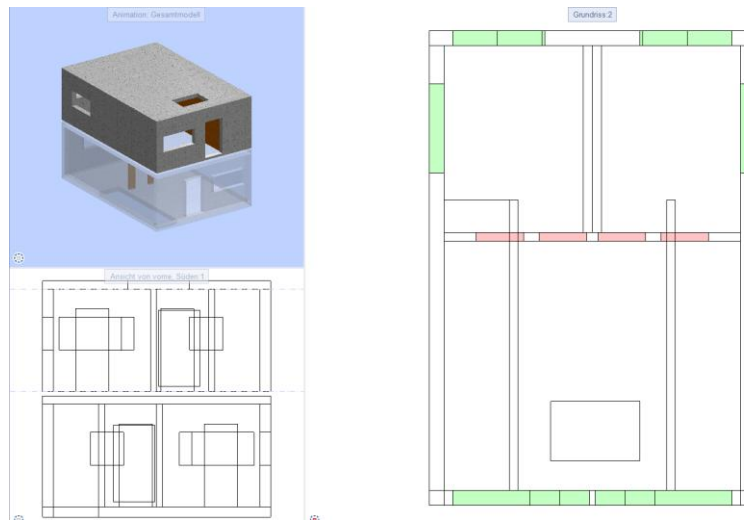 Animation: Gesamtmodell
Grundriss 2
Ansicht von vorne, Süden:1